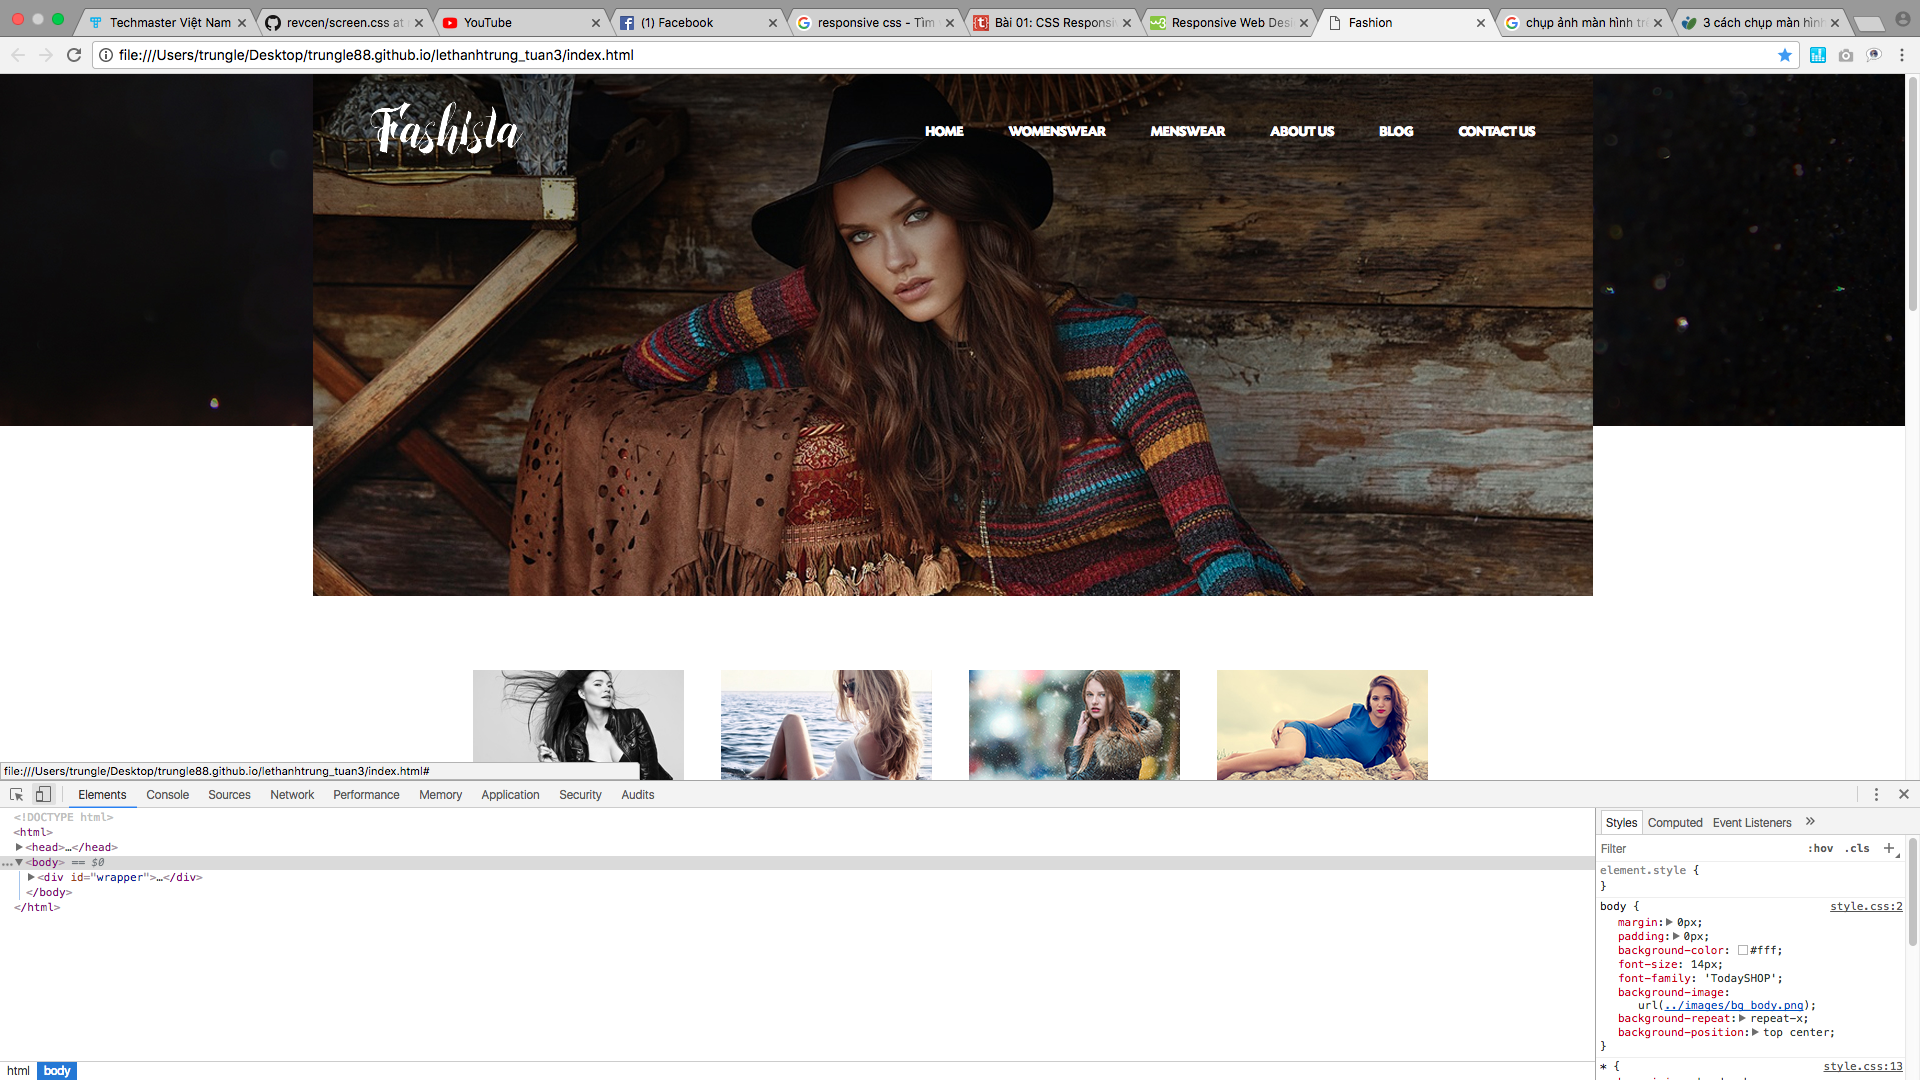 Techmaster Việt Nam
revcen/screen.css at
YouTube
(1) Facebook
responsive css - Tìm
Bài 01: CSS Responsi
Responsive Web Desi
Fashion
chụp ảnh màn hình trê
3 cách chụp màn hình
file:///Users/trungle/Desktop/trungle88.github.io/lethanhtrung_tuan3/index.html
Fashista
HOME WOMENSWEAR MENSWEAR ABOUT US BLOG CONTACT US
file:///Users/trungle/Desktop/trungle88.github.io/lethanhtrung_tuan3/index.html#
Elements Console Sources Network Performance Memory Application Security Audits
<!DOCTYPE html>
<html>
<head>…</head>
<body> == $0
<div id="wrapper">…</div>
</body>
</html>
html body
Styles Computed Event Listeners »
Filter :hov .cls +
element.style {
}
body { style.css:2
margin: 0px;
padding: 0px;
background-color: #fff;
font-size: 14px;
font-family: 'TodaySHOP';
background-image:
url(../images/bg_body.png);
background-repeat: repeat-x;
background-position: top center;
}
* { style.css:13